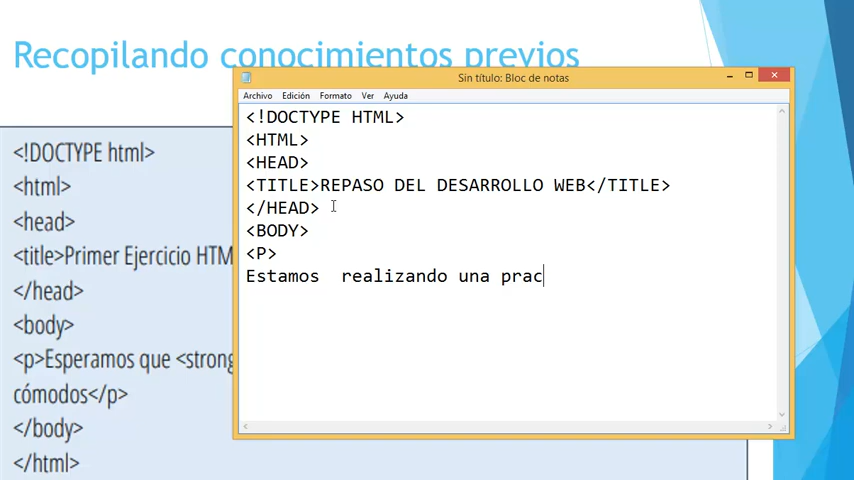 Recopilando conocimientos previos
Sin título: Bloc de notas
Archivo Edición Formato Ver Ayuda
<!DOCTYPE HTML>
<HTML>
<HEAD>
<TITLE>REPASO DEL DESARROLLO WEB</TITLE>
</HEAD>
<BODY>
<P>
Estamos  realizando una prac
<!DOCTYPE html>
<html>
<head>
<title>Primer Ejercicio HTM
</head>
<body>
<p>Esperamos que <strong
cómodos</p>
</body>
</html>